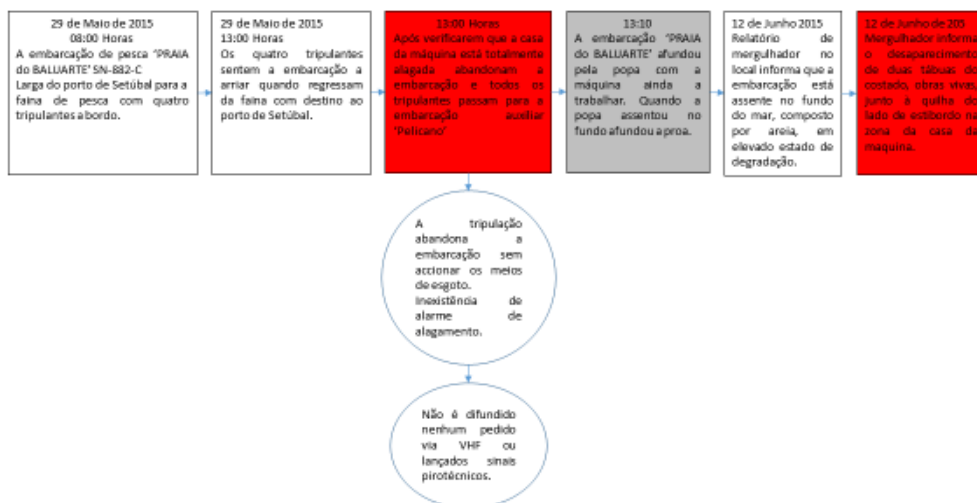 29 de Maio de 2015
08:00 Horas
A embarcação de pesca 'PRAIA
do BALUARTE' SN-882-C
Larga do porto de Setúbal para a
faina de pesca com quatro
tripulantes a bordo.
29 de Maio de 2015
13:00 Horas
Os quatro tripulantes
sentem a embarcação a
arriar quando regressam
da faina com destino ao
porto de Setúbal.
13:00 Horas
Após verificarem que a casa
da máquina está totalmente
alagada abandonam a
embarcação e todos os
tripulantes passam para a
embarcação auxiliar
'Pelicano'
13:10
A embarcação 'PRAIA
do BALUARTE' afundou
pela popa com a
máquina ainda a
trabalhar. Quando a
popa assentou no
fundo afundou a proa.
12 de Junho 2015
Relatório de
mergulhador no
local informa que a
embarcação está
assente no fundo
do mar, composto
por areia, em
elevado estado de
degradação.
12 de Junho de 205
Mergulhador informa
o desaparecimento
de duas tábuas do
costado, obras vivas,
junto à quilha do
lado de estibordo na
zona da casa da
maquina.
A tripulação
abandona a
embarcação sem
accionar os meios
de esgoto.
Inexistência de
alarme de
alagamento.
Não é difundido
nenhum pedido
via VHF ou
lançados sinais
pirotécnicos.